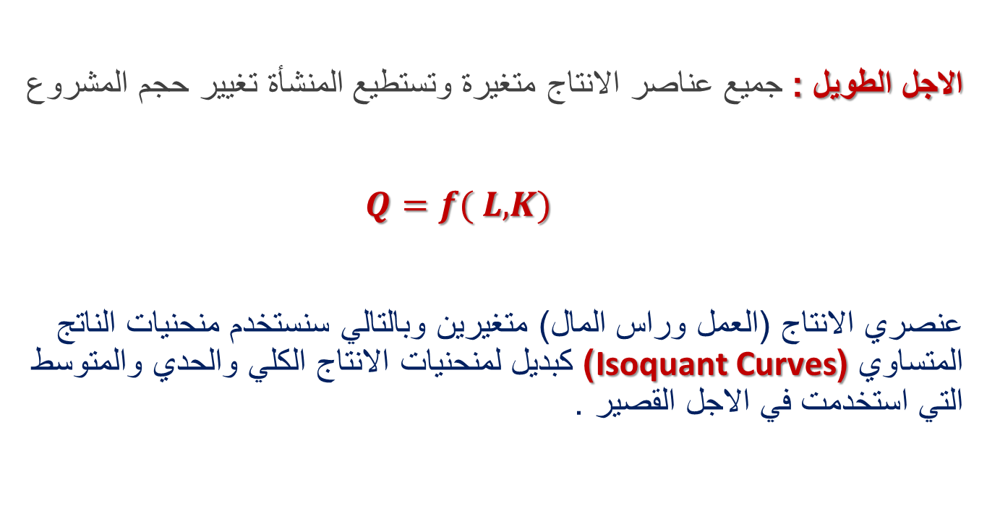 الاجل الطويل : جميع عناصر الانتاج متغيرة وتستطيع المنشأة تغيير حجم المشروع
Q = f( L,K)
عنصري الانتاج (العمل وراس المال) متغيرين وبالتالي سنستخدم منحنيات الناتج
المتساوي (Isoquant Curves) كبديل لمنحنيات الانتاج الكلي والحدي والمتوسط
التي استخدمت في الاجل القصير .